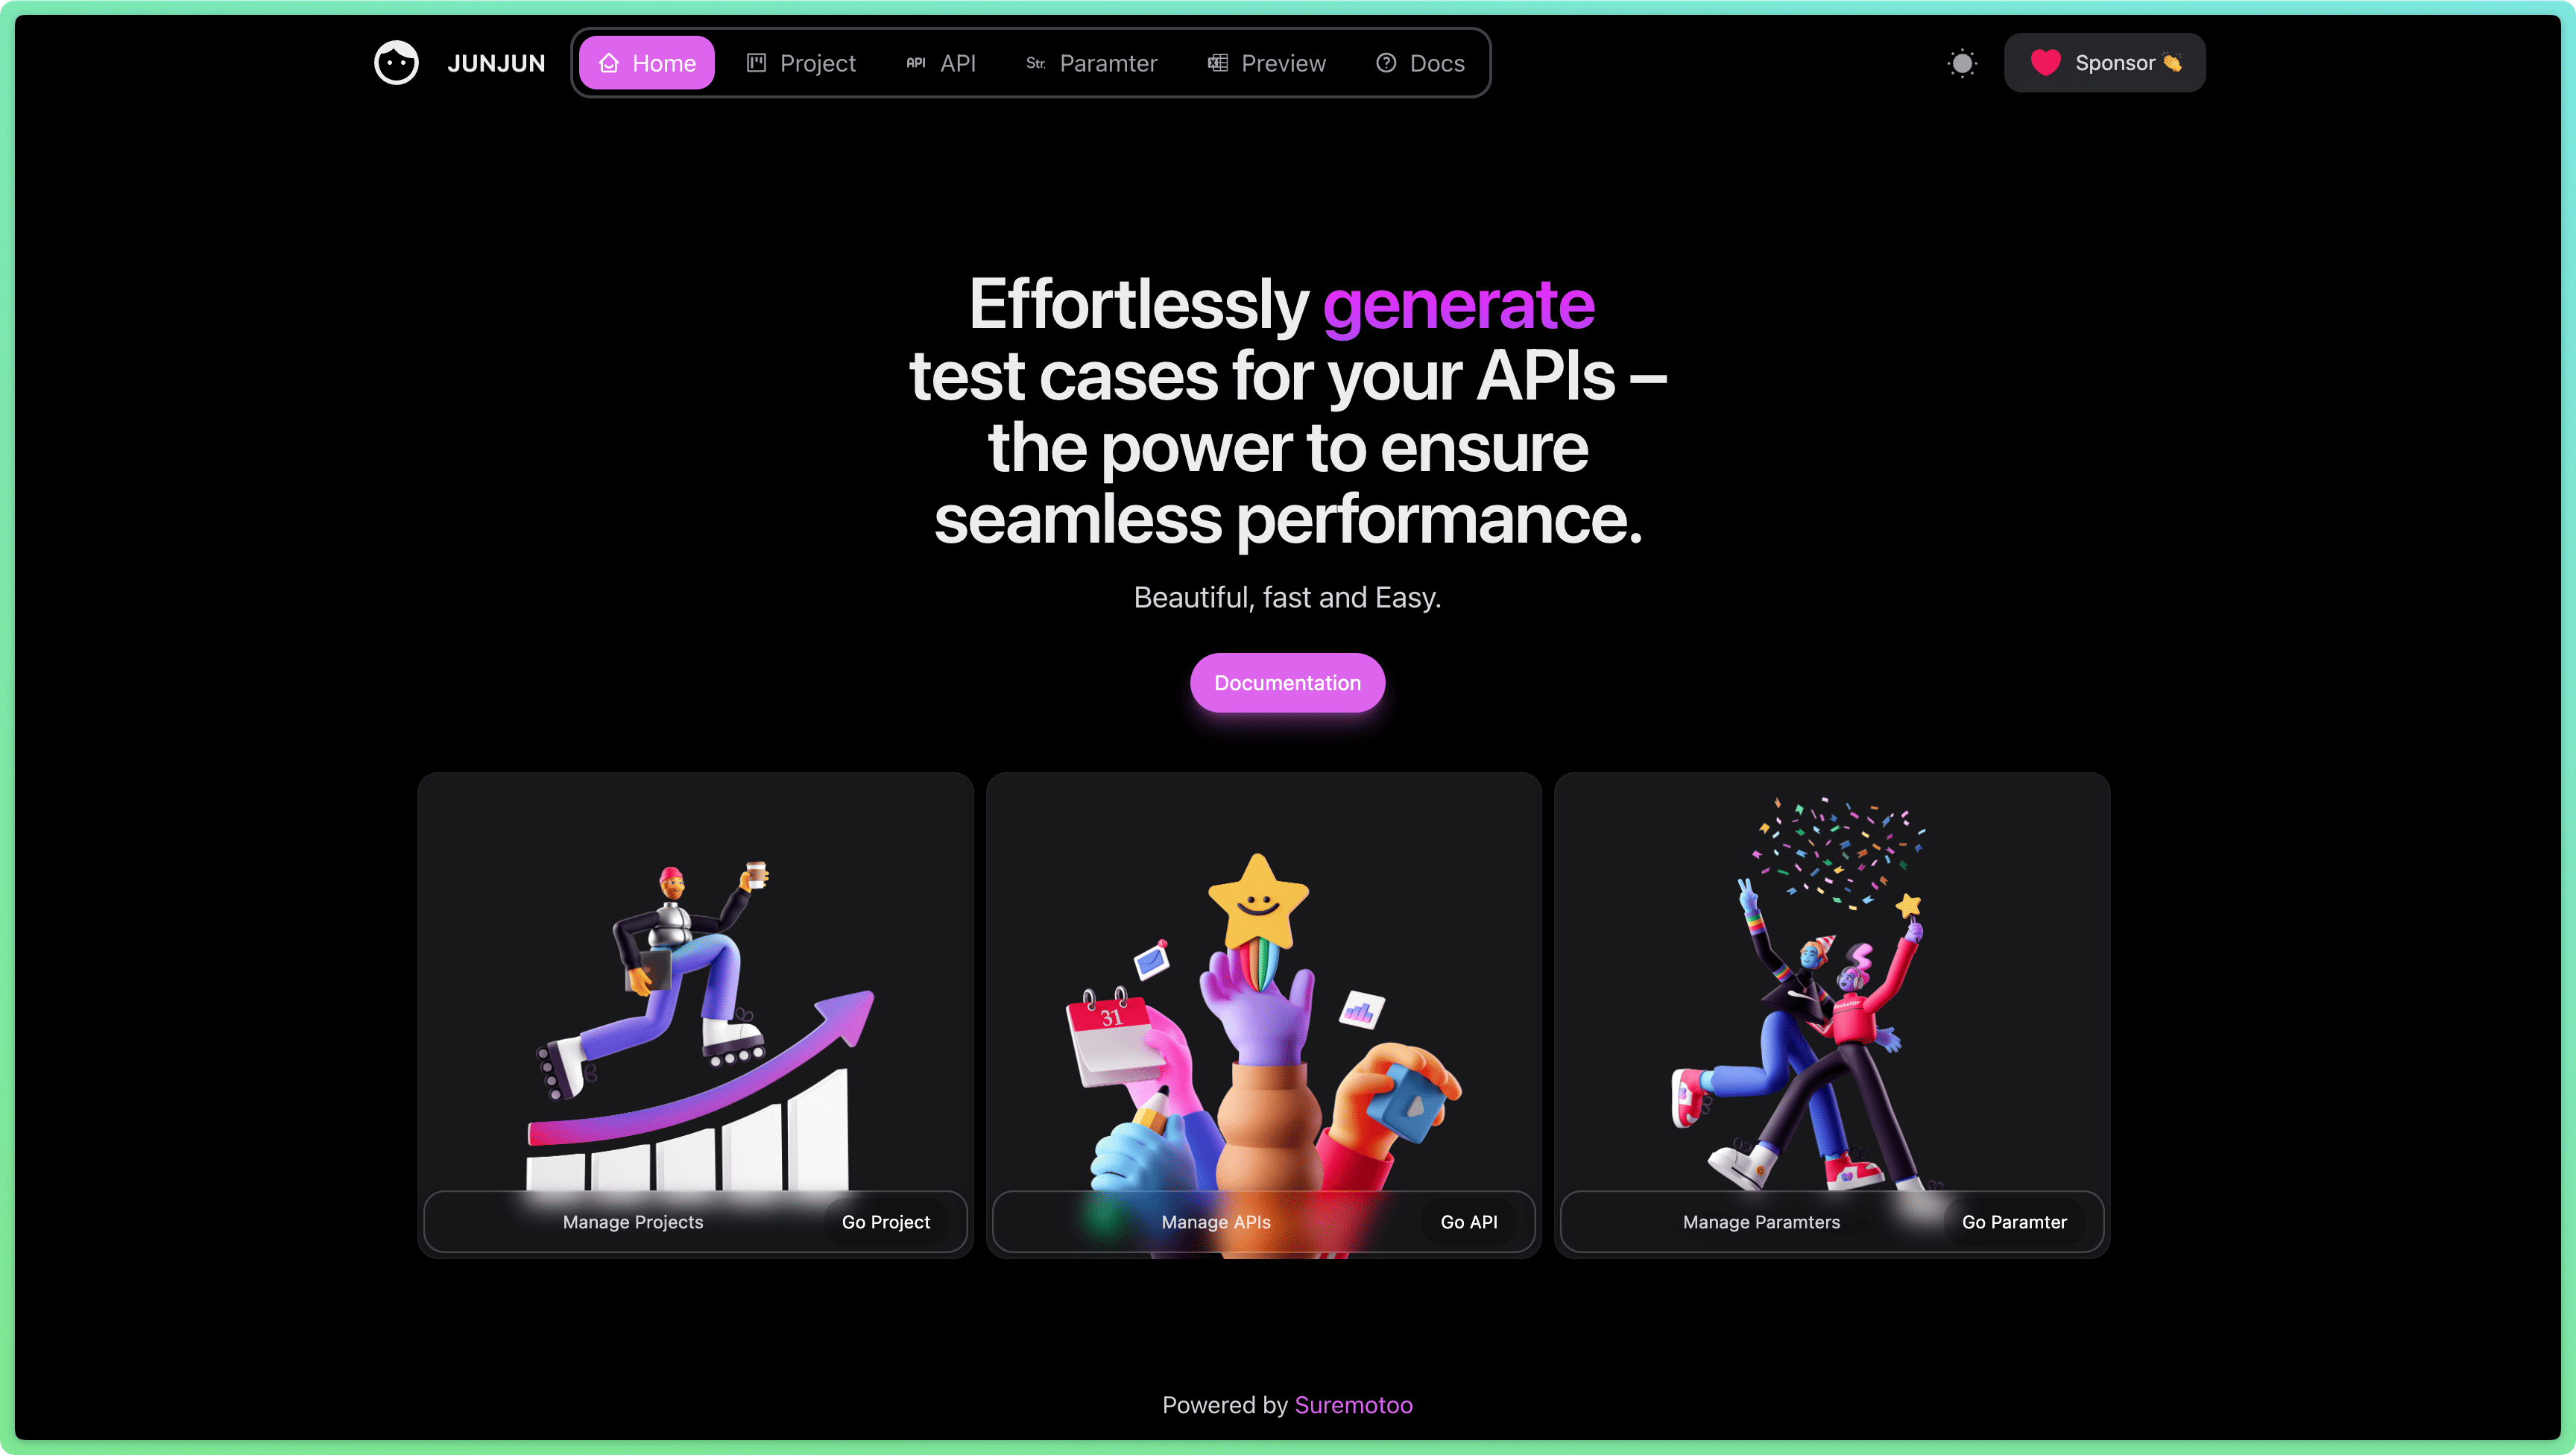 JUNJUN
Home
Project
API API
Str. Paramter
Preview
Docs
Sponsor 👏
Effortlessly generate
test cases for your APIs –
the power to ensure
seamless performance.
Beautiful, fast and Easy.
Documentation
31
Manage Projects
Go Project
Manage APIs
Go API
Manage Paramters
Go Paramter
Powered by Suremotoo